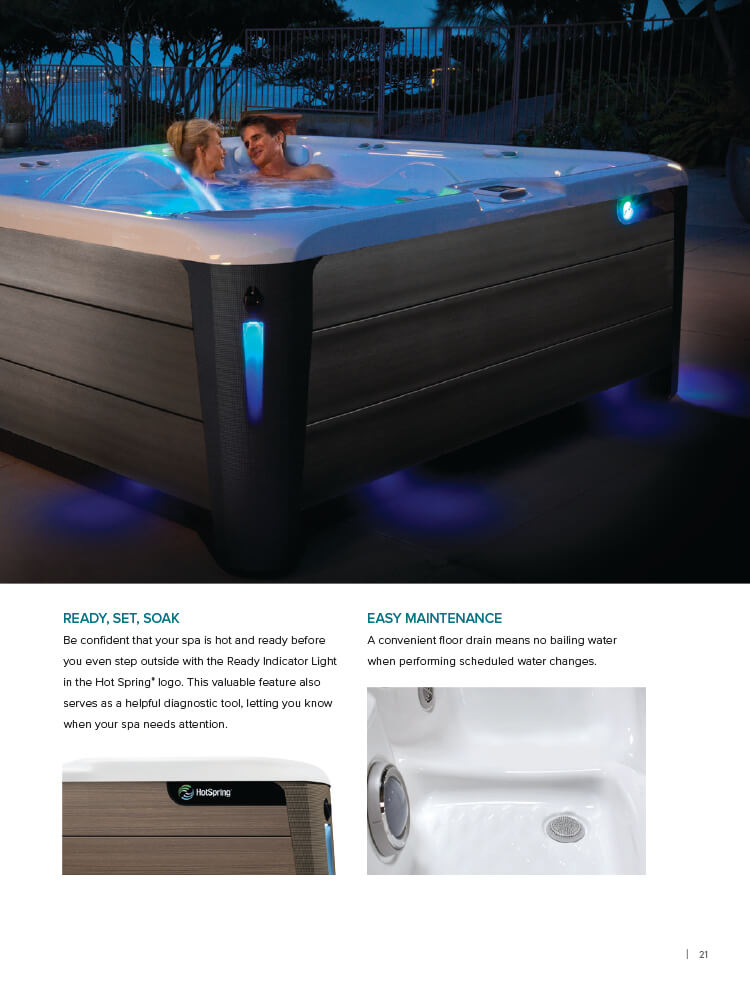 READY, SET, SOAK
Be confident that your spa is hot and ready before
you even step outside with the Ready Indicator Light
in the Hot Spring® logo. This valuable feature also
serves as a helpful diagnostic tool, letting you know
when your spa needs attention.
HotSpring
EASY MAINTENANCE
A convenient floor drain means no bailing water
when performing scheduled water changes.
| 21